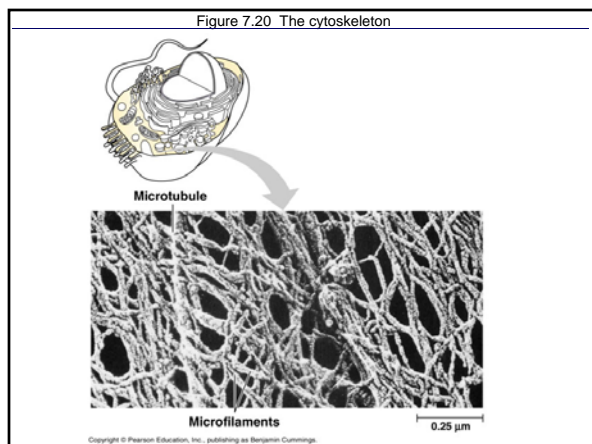 Figure 7.20  The cytoskeleton
Microtubule
Microfilaments
0.25 μm
Copyright © Pearson Education, Inc., publishing as Benjamin Cummings.